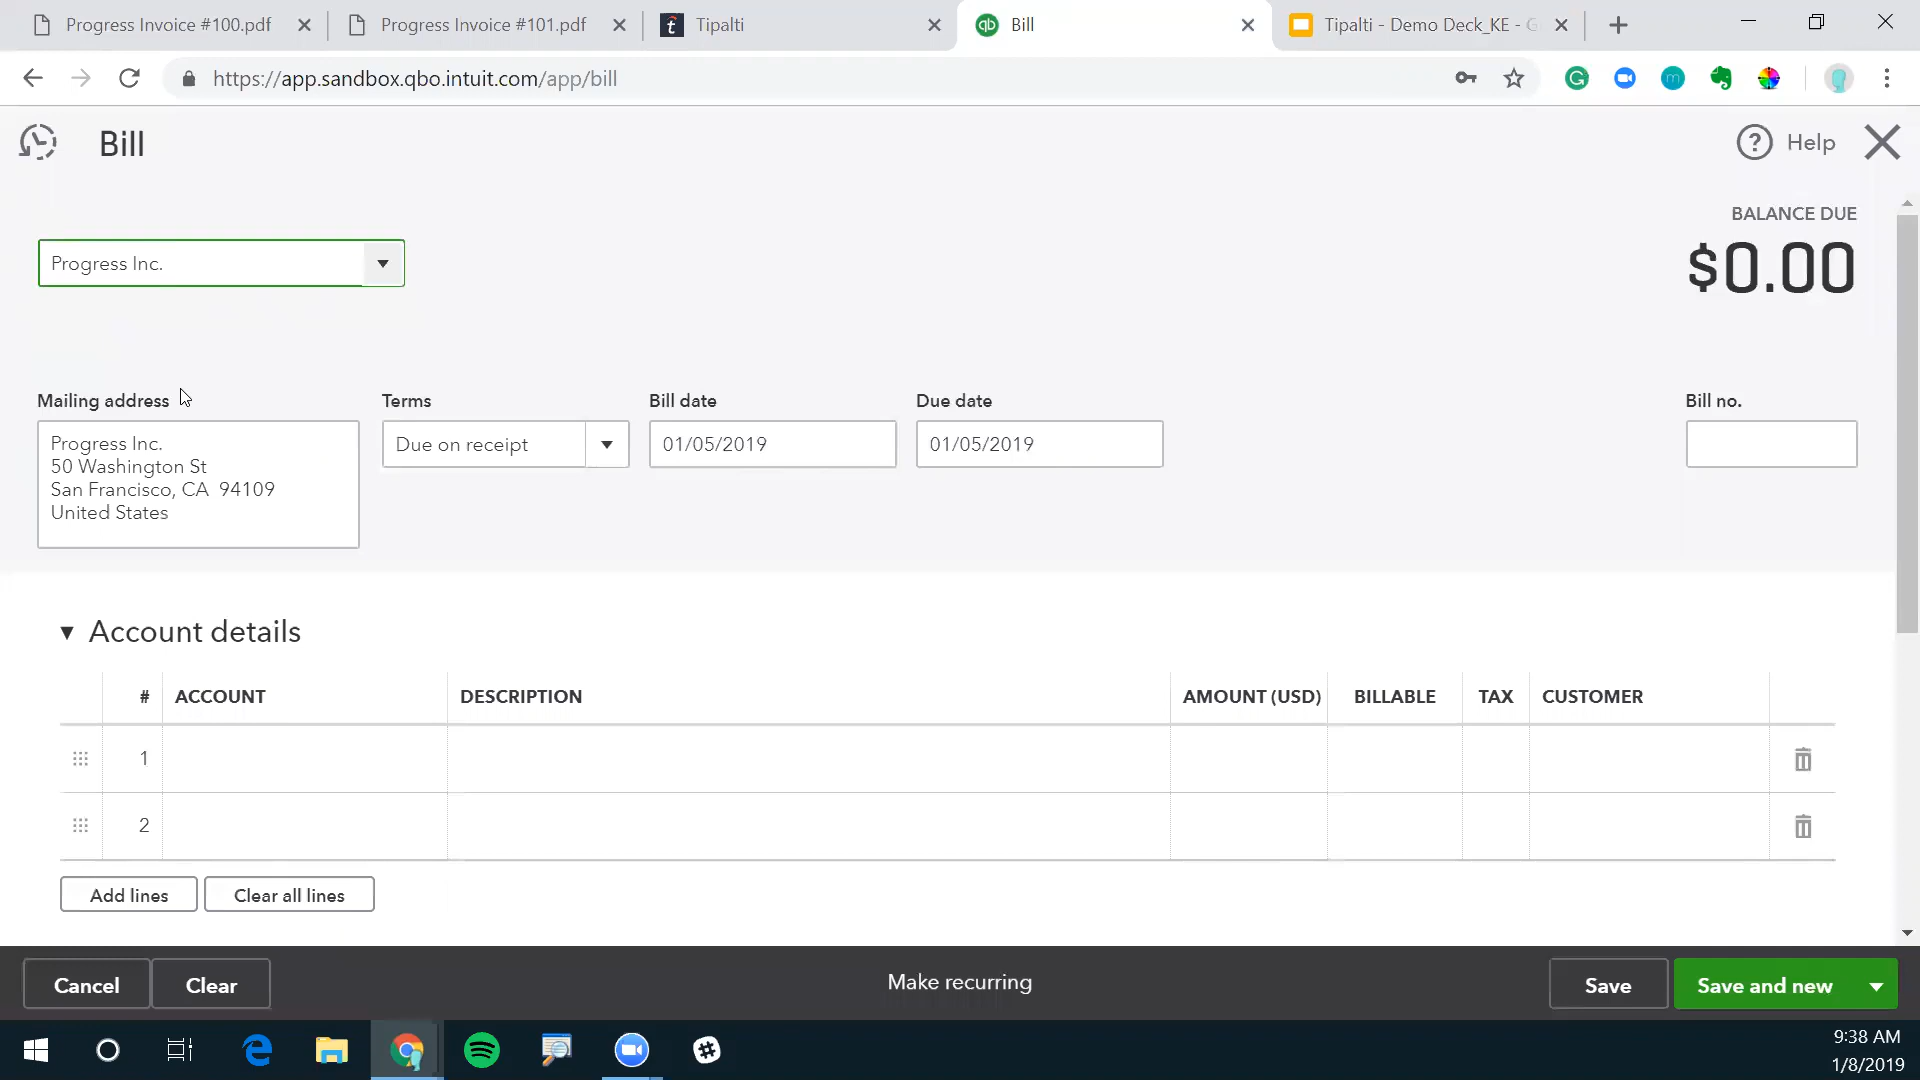 Progress Invoice #100.pdf
Progress Invoice #101.pdf
Tipalti
qb
Bill
Tipalti - Demo Deck_KE - G
https://app.sandbox.qbo.intuit.com/app/bill
Bill
? Help
BALANCE DUE
$0.00
Progress Inc.
Mailing address
Terms
Bill date
Due date
Bill no.
Progress Inc.
50 Washington St
San Francisco, CA 94109
United States
Due on receipt
01/05/2019
01/05/2019
Account details
# ACCOUNT DESCRIPTION AMOUNT (USD) BILLABLE TAX CUSTOMER
1
2
Add lines
Clear all lines
Cancel
Clear
Make recurring
Save
Save and new
9:38 AM
1/8/2019